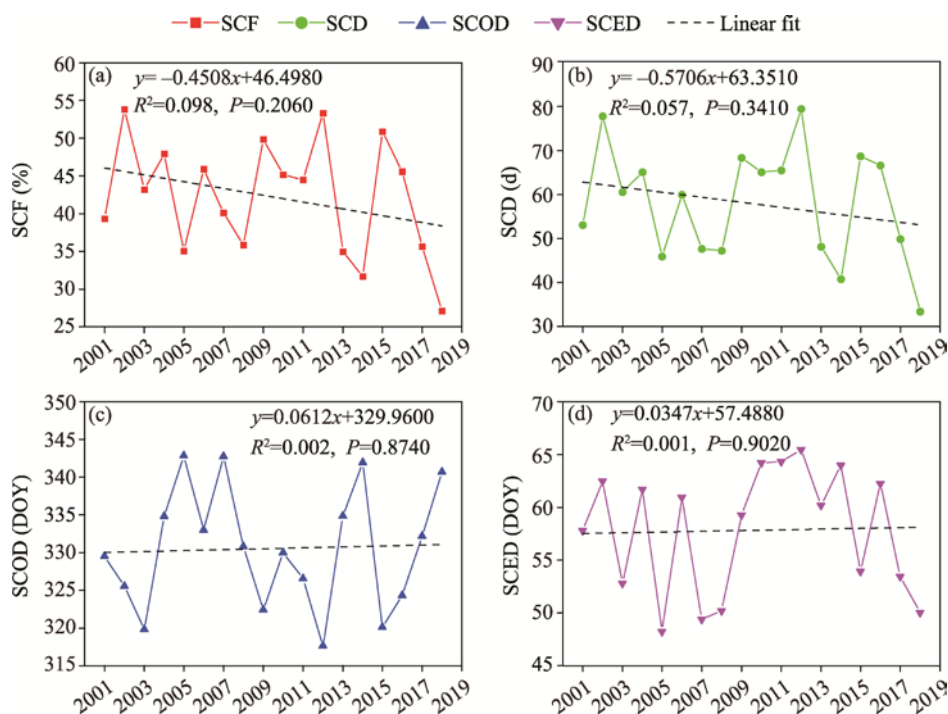 SCF SCD SCOD SCED Linear fit
(a) y= –0.4508x+46.4980
R²=0.098, P=0.2060
SCF (%)
60
55
50
45
40
35
30
25
2001 2003 2005 2007 2009 2011 2013 2015 2017 2019
(b) y= –0.5706x+63.3510
R²=0.057, P=0.3410
SCD (d)
90
80
70
60
50
40
30
2001 2003 2005 2007 2009 2011 2013 2015 2017 2019
(c) y=0.0612x+329.9600
R²=0.002, P=0.8740
SCOD (DOY)
350
345
340
335
330
325
320
315
2001 2003 2005 2007 2009 2011 2013 2015 2017 2019
(d) y=0.0347x+57.4880
R²=0.001, P=0.9020
SCED (DOY)
70
65
60
55
50
45
2001 2003 2005 2007 2009 2011 2013 2015 2017 2019